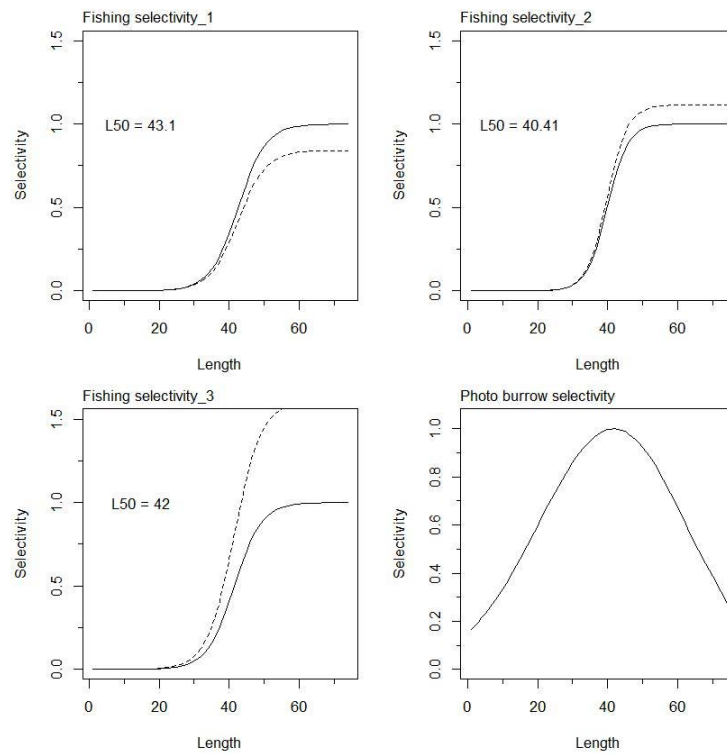 Fishing selectivity_1
1.5
1.0
0.5
0.0
Selectivity
L50 = 43.1
0 20 40 60
Length
Fishing selectivity_2
1.5
1.0
0.5
0.0
Selectivity
L50 = 40.41
0 20 40 60
Length
Fishing selectivity_3
1.5
1.0
0.5
0.0
Selectivity
L50 = 42
0 20 40 60
Length
Photo burrow selectivity
1.0
0.8
0.6
0.4
0.2
0.0
Selectivity
0 20 40 60
Length